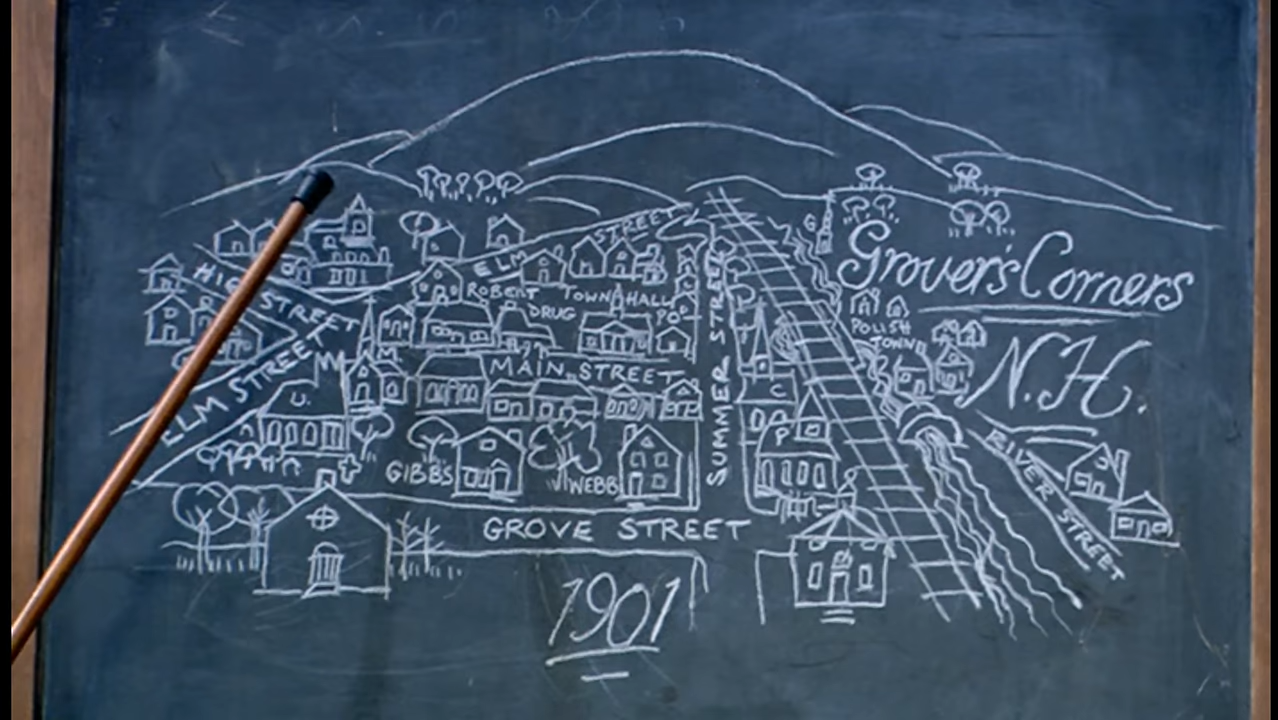 STREET
G
ELM
HIGH STREET
Grover's Corners
ROBERT
DRUG
TOWN HALL
PO
POLISH
TOWN
ELM STREET
M
M
MAIN STREET
SUMMER STREET
N.H.
U.
C
P
GIBBS
WEBB
RIVER STREET
GROVE STREET
1901